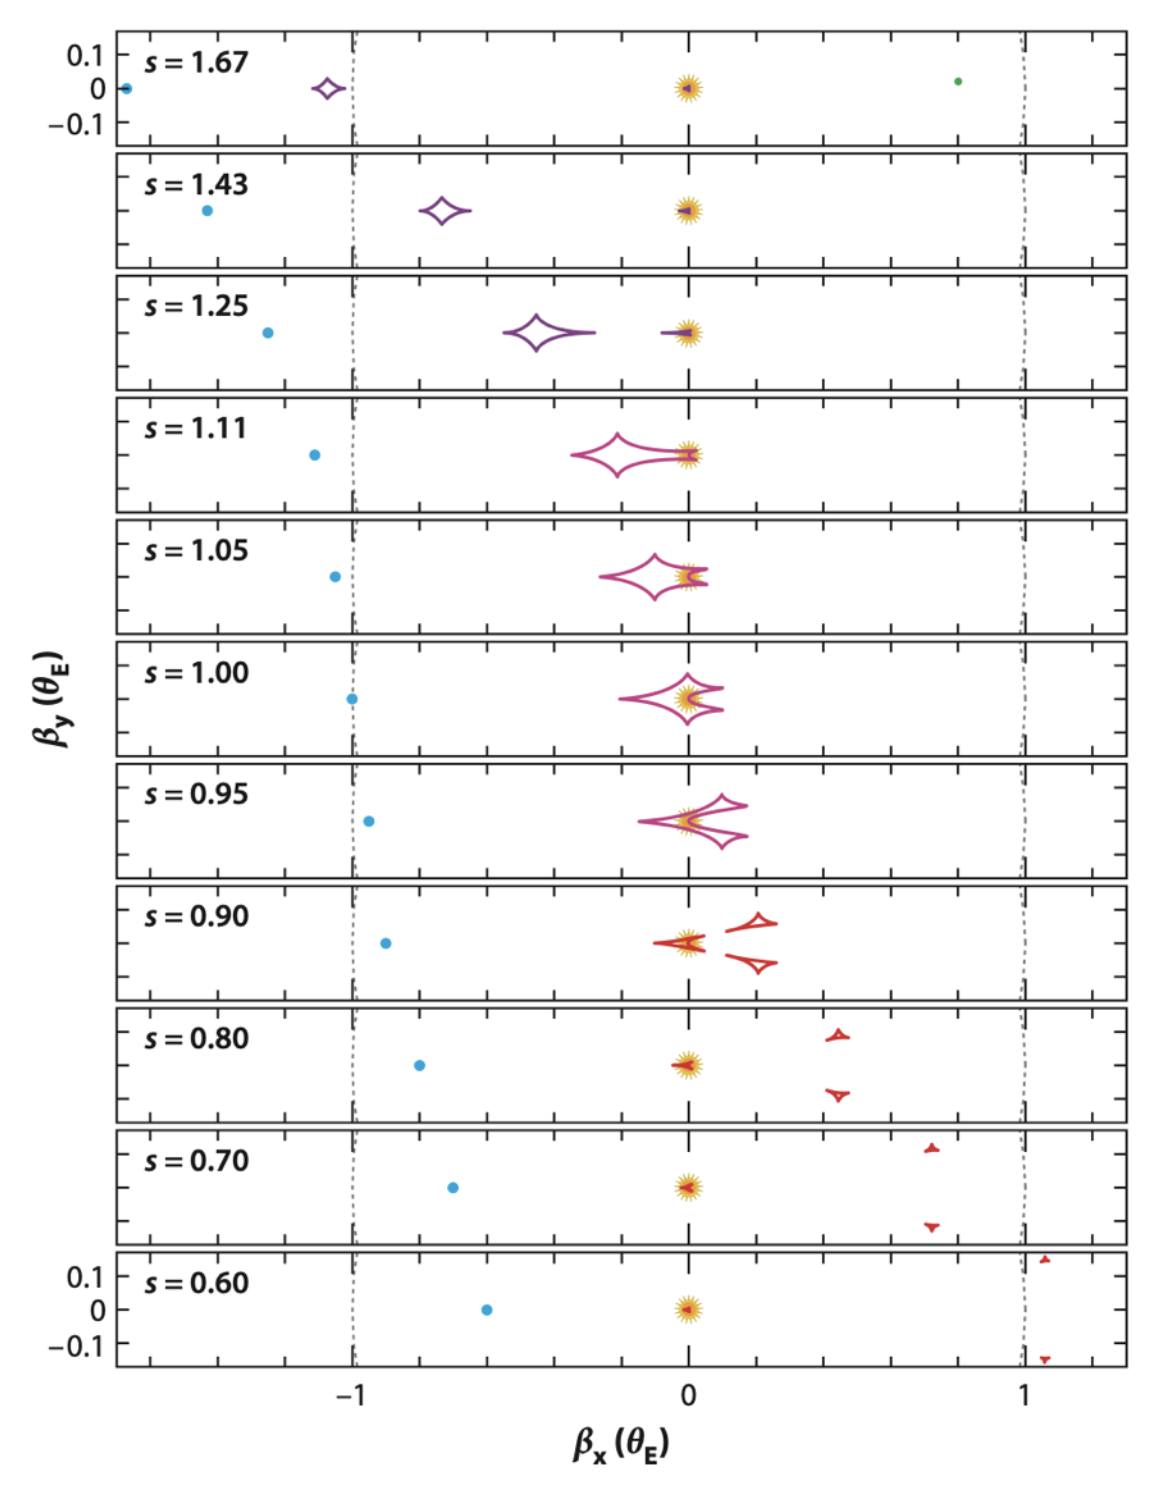 s = 1.67
0.1
0
−0.1
s = 1.43
s = 1.25
s = 1.11
s = 1.05
s = 1.00
s = 0.95
s = 0.90
s = 0.80
s = 0.70
s = 0.60
0.1
0
−0.1
βy (θE)
−1
0
1
βx (θE)